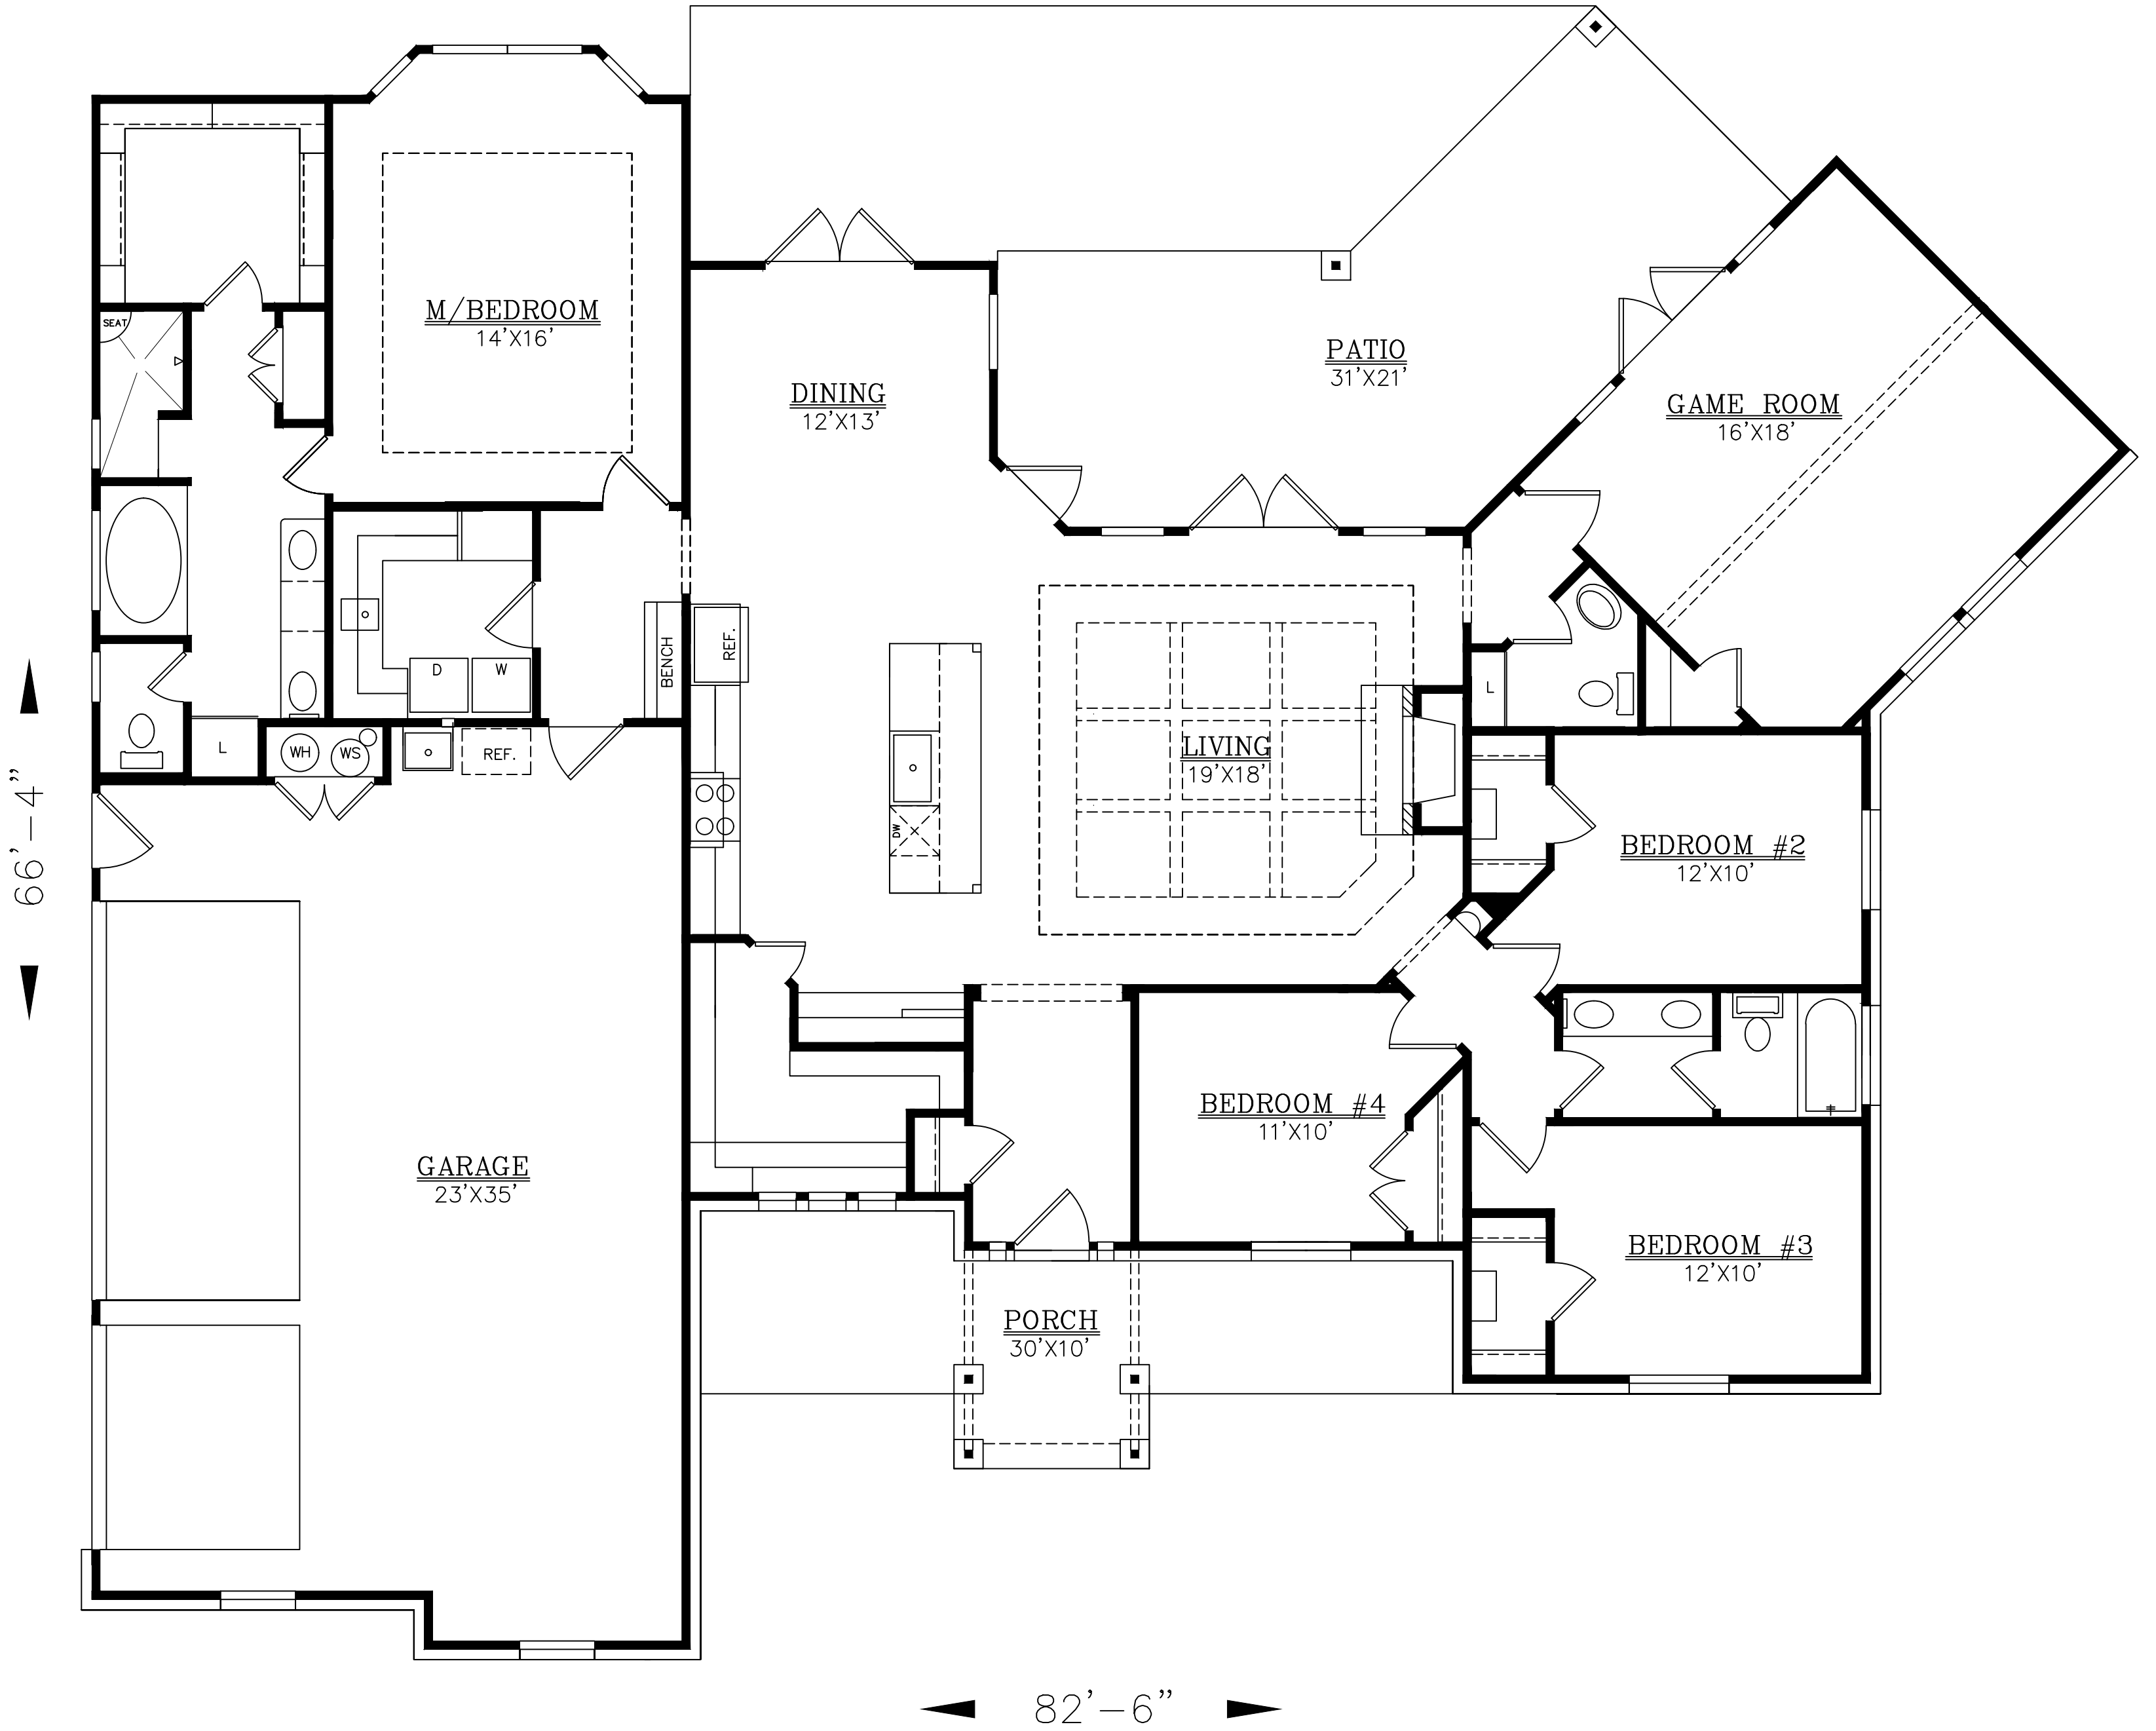 M/BEDROOM
14'X16'
SEAT
DINING
12'X13'
PATIO
31'X21'
GAME ROOM
16'X18'
D
W
BENCH
REF.
L
L
WH
WS
REF.
DW
LIVING
19'X18'
BEDROOM #2
12'X10'
66'-4"
GARAGE
23'X35'
BEDROOM #4
11'X10'
BEDROOM #3
12'X10'
PORCH
30'X10'
82'-6"